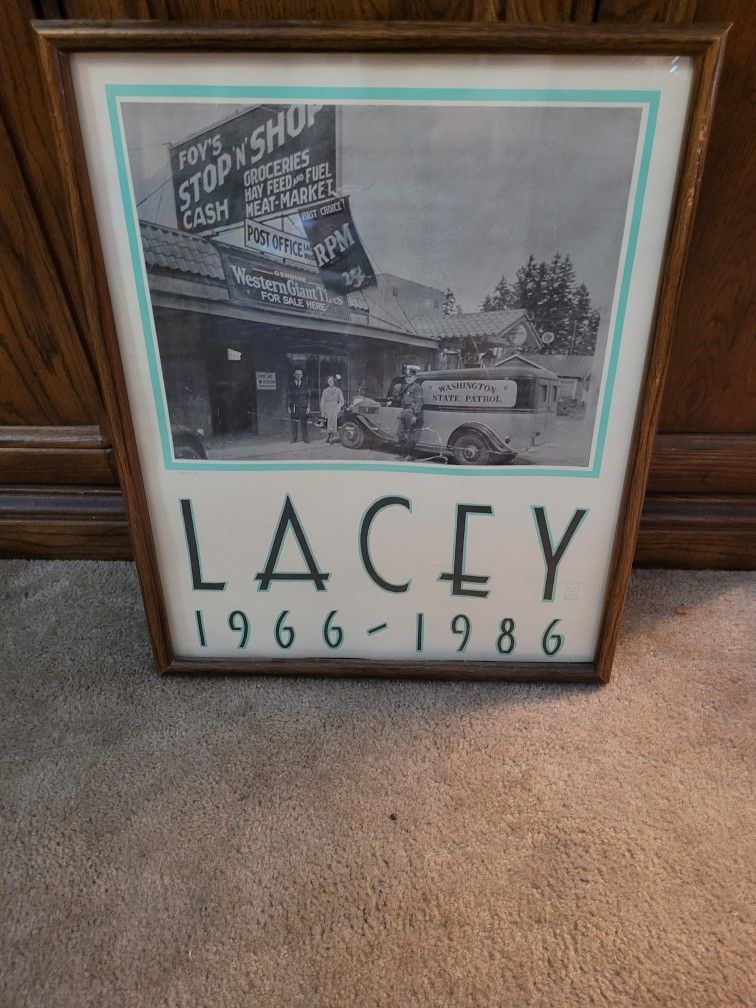 FOY'S
STOP 'N' SHOP
CASH
GROCERIES
HAY FEED AND FUEL
MEAT-MARKET
POST OFFICE
FIRST CHOICE!
RPM
GENUINE
Western Giant Tires
FOR SALE HERE
WASHINGTON
STATE PATROL
LACEY
1966-1986